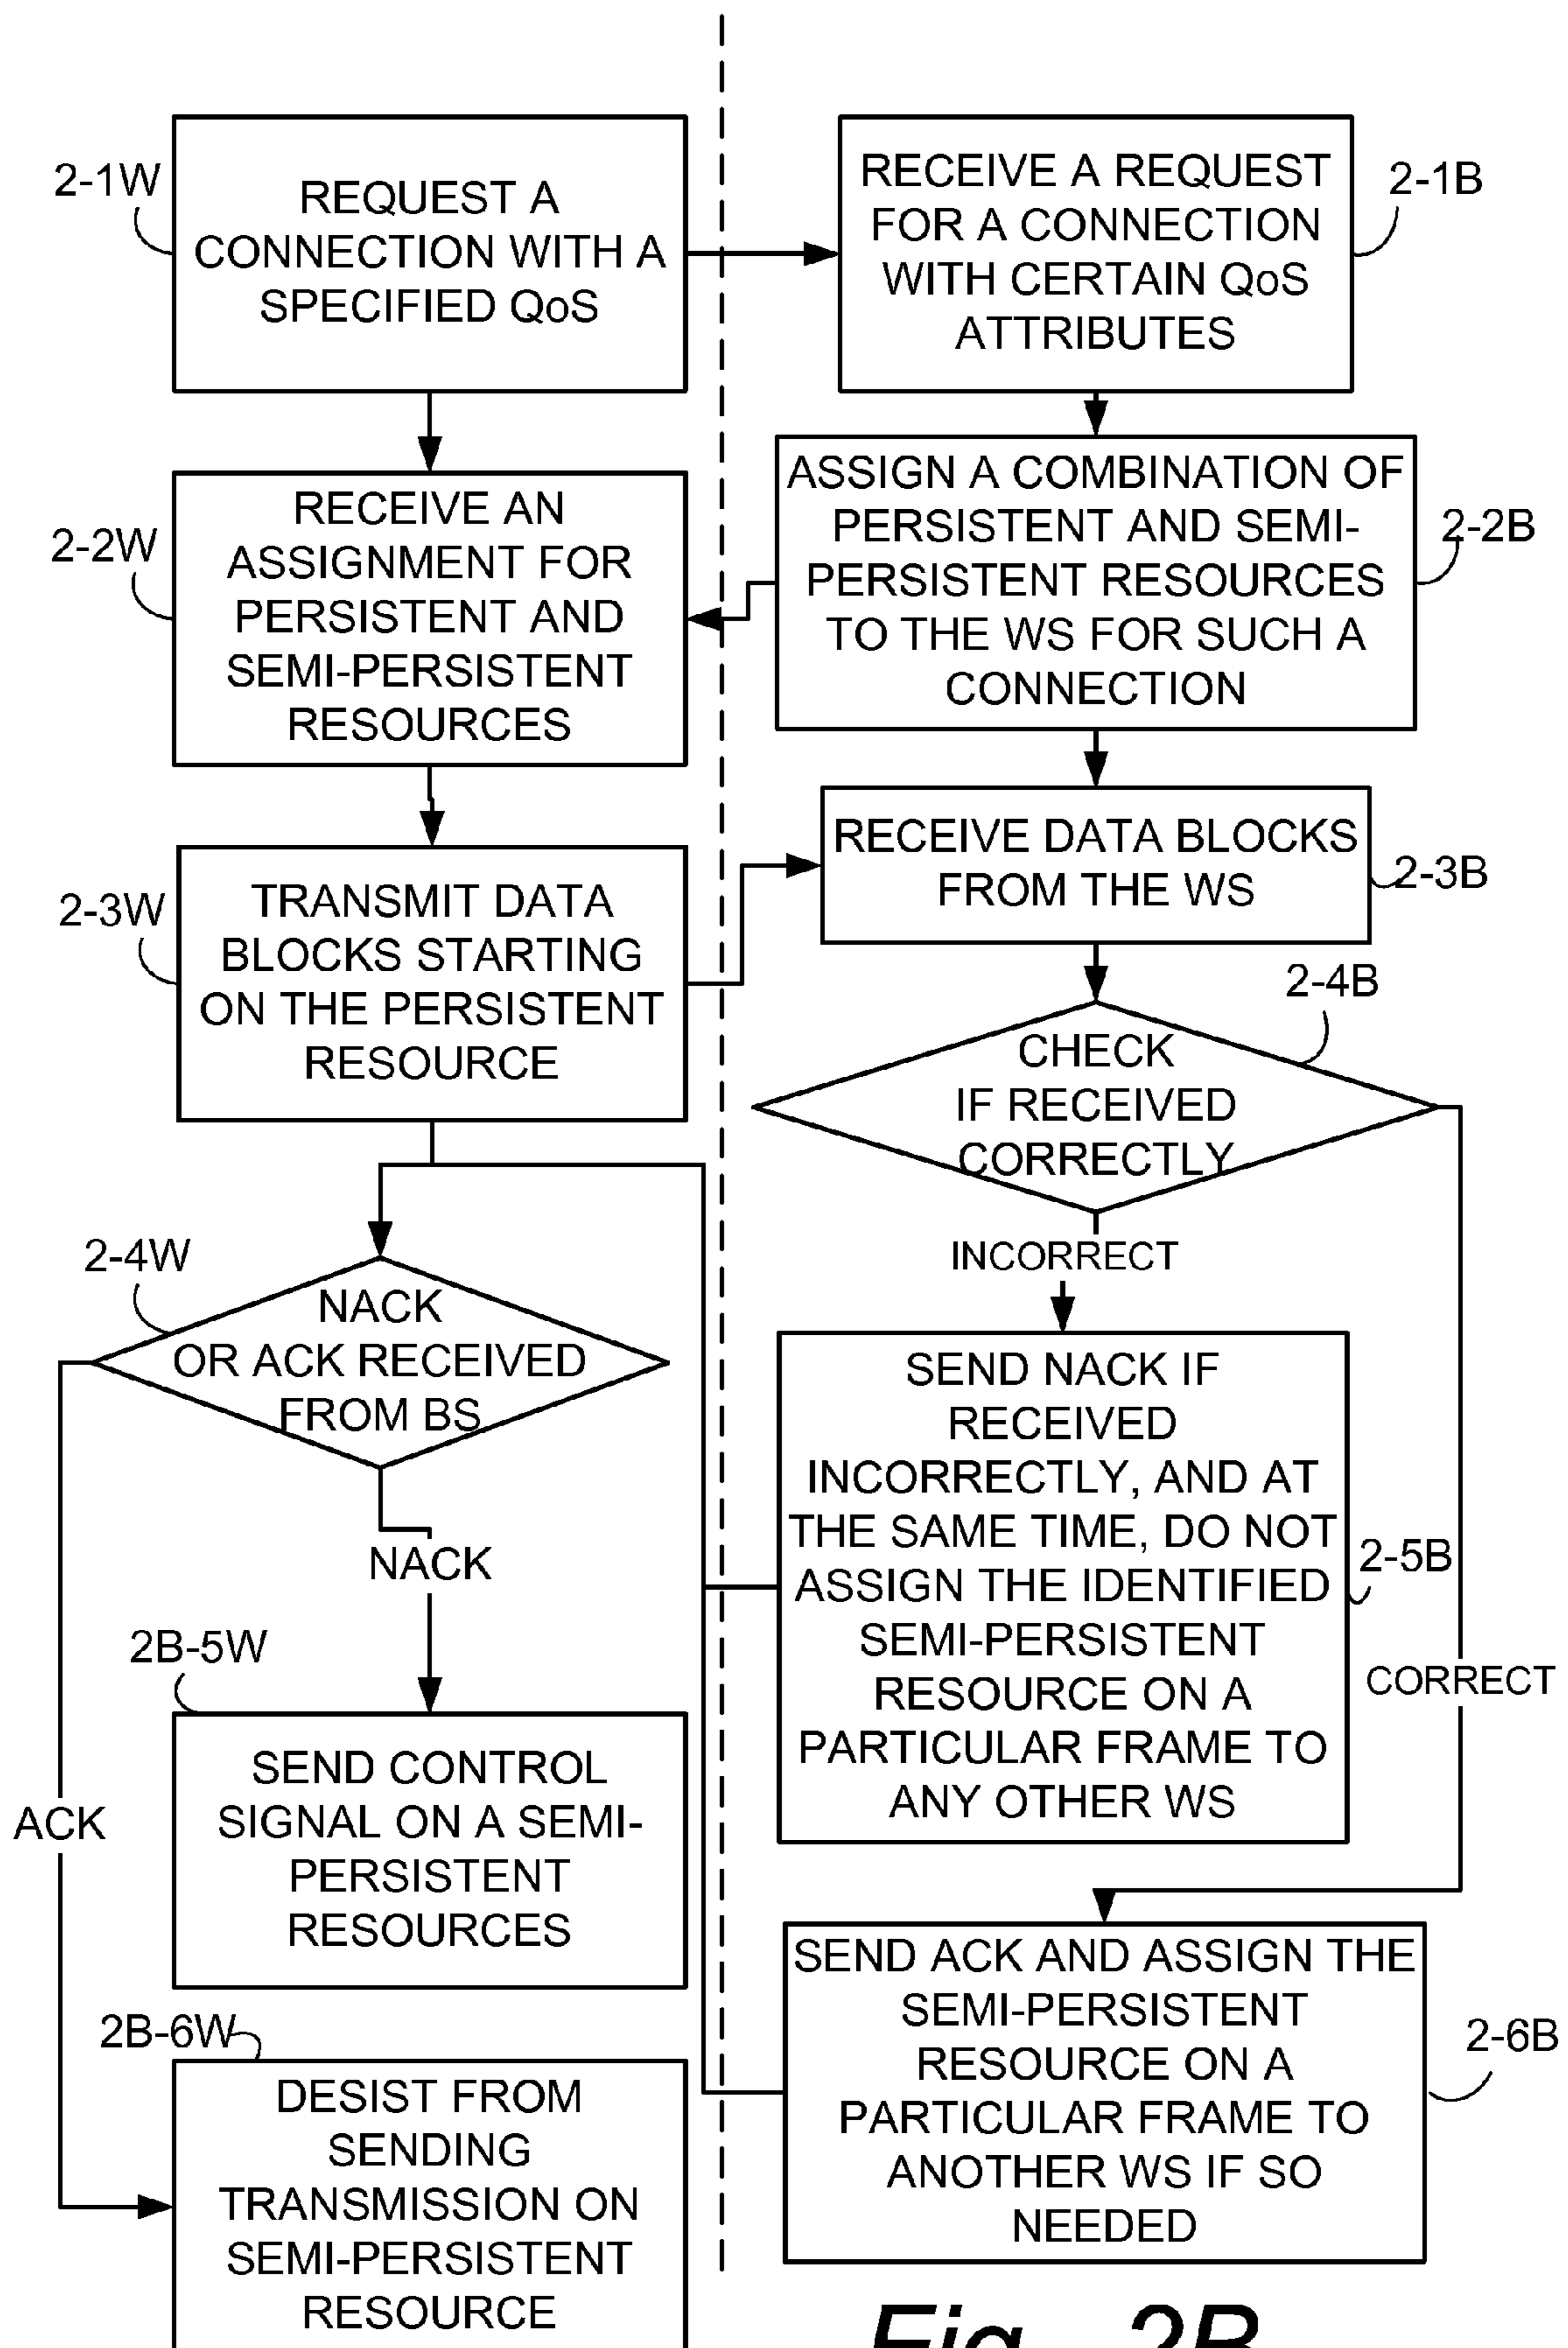 2-1W
REQUEST A
CONNECTION WITH A
SPECIFIED QoS
RECEIVE A REQUEST
FOR A CONNECTION
WITH CERTAIN QoS
ATTRIBUTES
2-1B
2-2W
RECEIVE AN
ASSIGNMENT FOR
PERSISTENT AND
SEMI-PERSISTENT
RESOURCES
ASSIGN A COMBINATION OF
PERSISTENT AND SEMI-
PERSISTENT RESOURCES
TO THE WS FOR SUCH A
CONNECTION
2-2B
2-3W
TRANSMIT DATA
BLOCKS STARTING
ON THE PERSISTENT
RESOURCE
RECEIVE DATA BLOCKS
FROM THE WS
2-3B
2-4B
CHECK
IF RECEIVED
CORRECTLY
INCORRECT
2-4W
NACK
OR ACK RECEIVED
FROM BS
NACK
SEND NACK IF
RECEIVED
INCORRECTLY, AND AT
THE SAME TIME, DO NOT
ASSIGN THE IDENTIFIED
SEMI-PERSISTENT
RESOURCE ON A
PARTICULAR FRAME TO
ANY OTHER WS
2-5B
CORRECT
2B-5W
SEND CONTROL
SIGNAL ON A SEMI-
PERSISTENT
RESOURCES
ACK
2B-6W
DESIST FROM
SENDING
TRANSMISSION ON
SEMI-PERSISTENT
RESOURCE
SEND ACK AND ASSIGN THE
SEMI-PERSISTENT
RESOURCE ON A
PARTICULAR FRAME TO
ANOTHER WS IF SO
NEEDED
2-6B
Fig. 2B